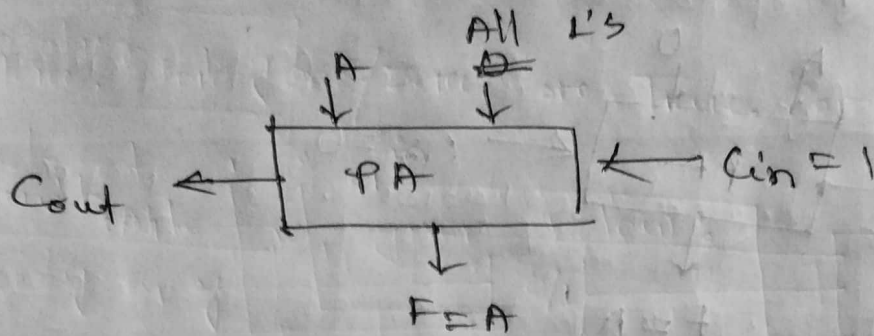 All 1's
A
PA
Cin = 1
Cout
F = A